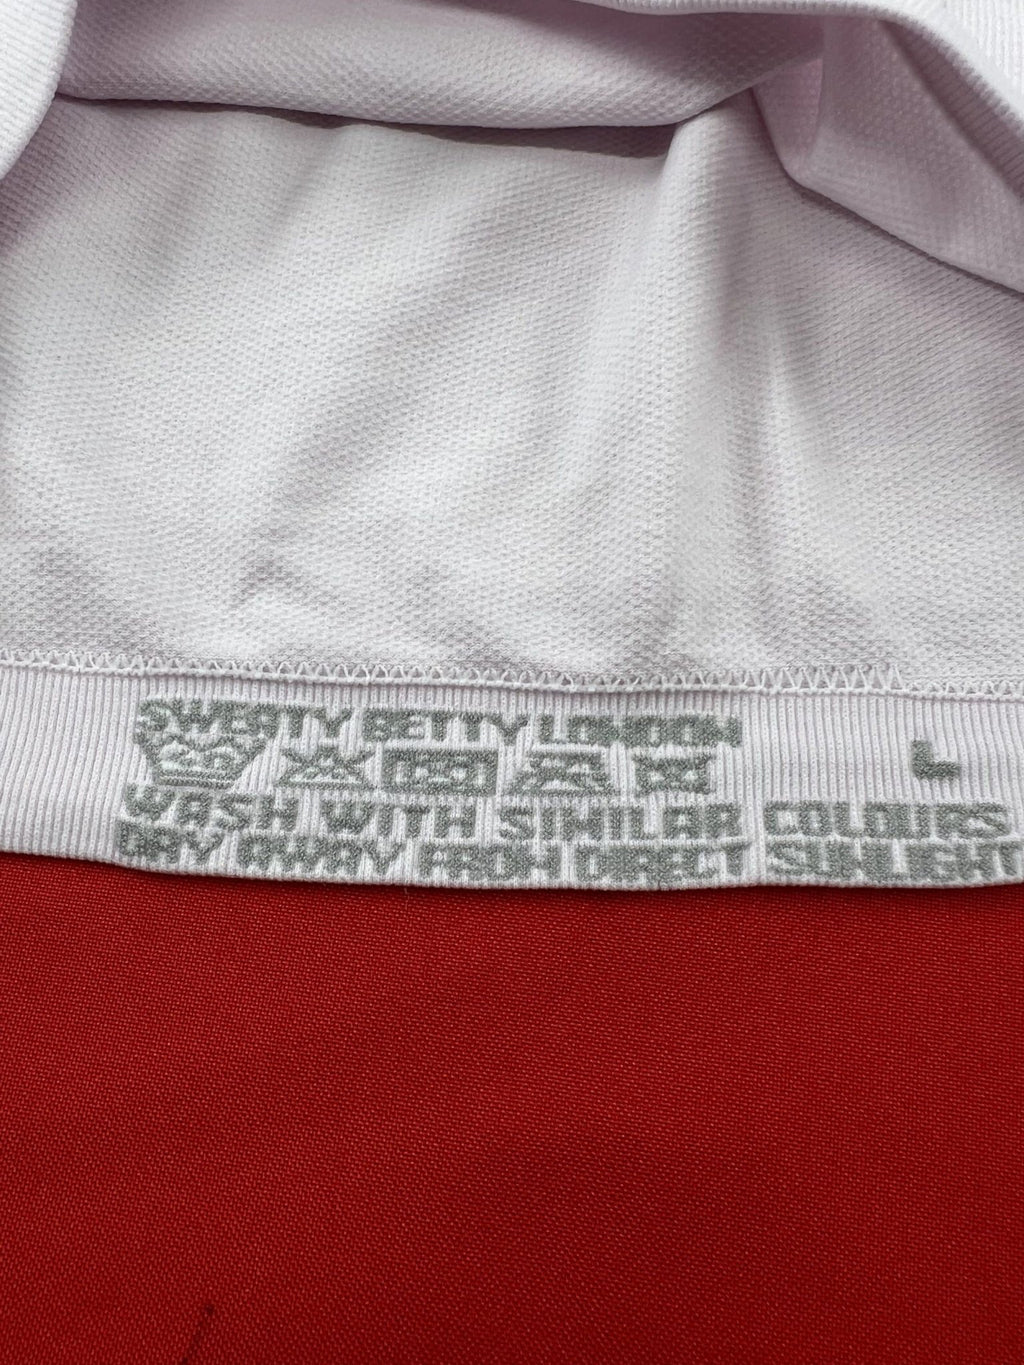 SWEATY BETTY LONDON
L
WASH WITH SIMILAR COLOURS
DRY AWAY FROM DIRECT SUNLIGHT